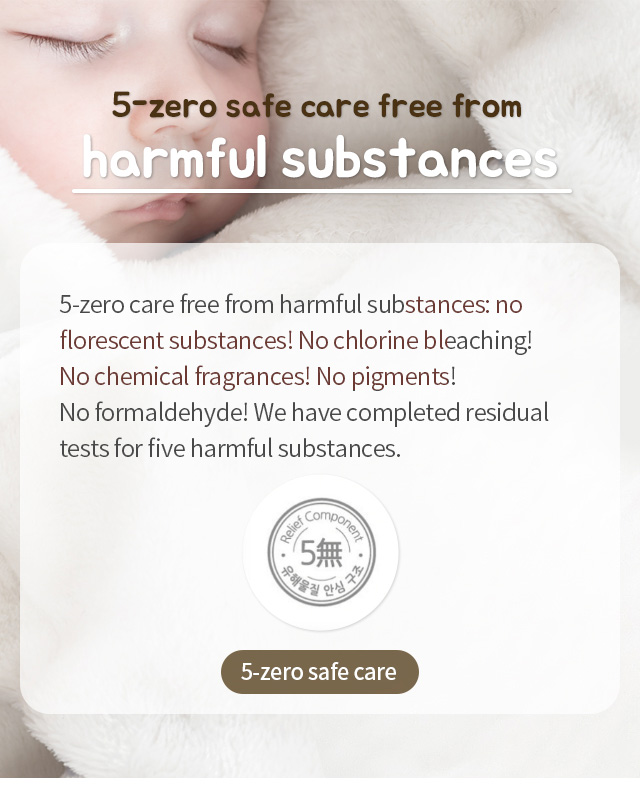 5-zero safe care free from
harmful substances
5-zero care free from harmful substances: no
florescent substances! No chlorine bleaching!
No chemical fragrances! No pigments!
No formaldehyde! We have completed residual
tests for five harmful substances.
Relief Component
5無
유해물질 안심 구조
5-zero safe care